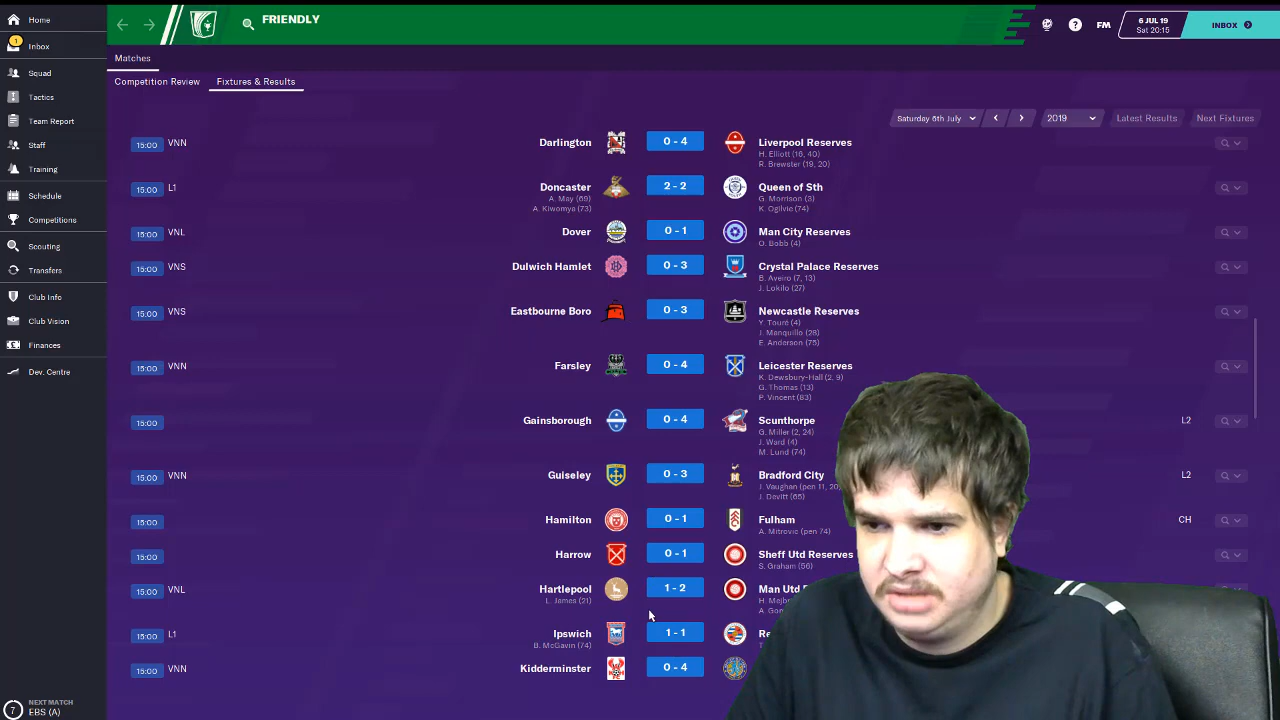 Home
FRIENDLY
FM
6 JUL 19
Sat 20:15
INBOX
1
Inbox
Squad
Tactics
Team Report
Staff
Training
Schedule
Competitions
Scouting
Transfers
Club Info
Club Vision
Finances
Dev. Centre
7
NEXT MATCH
EBS (A)
Matches
Competition Review
Fixtures & Results
Saturday 6th July
2019
Latest Results
Next Fixtures
15:00 VNN Darlington 0 - 4 Liverpool Reserves
H. Elliott (16, 40)
R. Brewster (19, 20)
15:00 L1 Doncaster 2 - 2 Queen of Sth
A. May (69) G. Morrison (3)
A. Kiwomya (73) K. Ogilvie (74)
15:00 VNL Dover 0 - 1 Man City Reserves
O. Bobb (4)
15:00 VNS Dulwich Hamlet 0 - 3 Crystal Palace Reserves
B. Aveiro (7, 13)
J. Lokilo (27)
15:00 VNS Eastbourne Boro 0 - 3 Newcastle Reserves
Y. Touré (4)
J. Manquillo (28)
E. Anderson (75)
15:00 VNN Farsley 0 - 4 Leicester Reserves
K. Dewsbury-Hall (2, 9)
G. Thomas (13)
P. Vincent (83)
15:00 Gainsborough 0 - 4 Scunthorpe L2
G. Miller (2, 24)
J. Ward (4)
M. Lund (74)
15:00 VNN Guiseley 0 - 3 Bradford City L2
J. Vaughan (pen 11, 20)
J. Devitt (65)
15:00 Hamilton 0 - 1 Fulham CH
A. Mitrovic (pen 74)
15:00 Harrow 0 - 1 Sheff Utd Reserves
S. Graham (56)
15:00 VNL Hartlepool 1 - 2 Man Utd
L. James (21)
15:00 L1 Ipswich 1 - 1
B. McGavin (74)
15:00 VNN Kidderminster 0 - 4